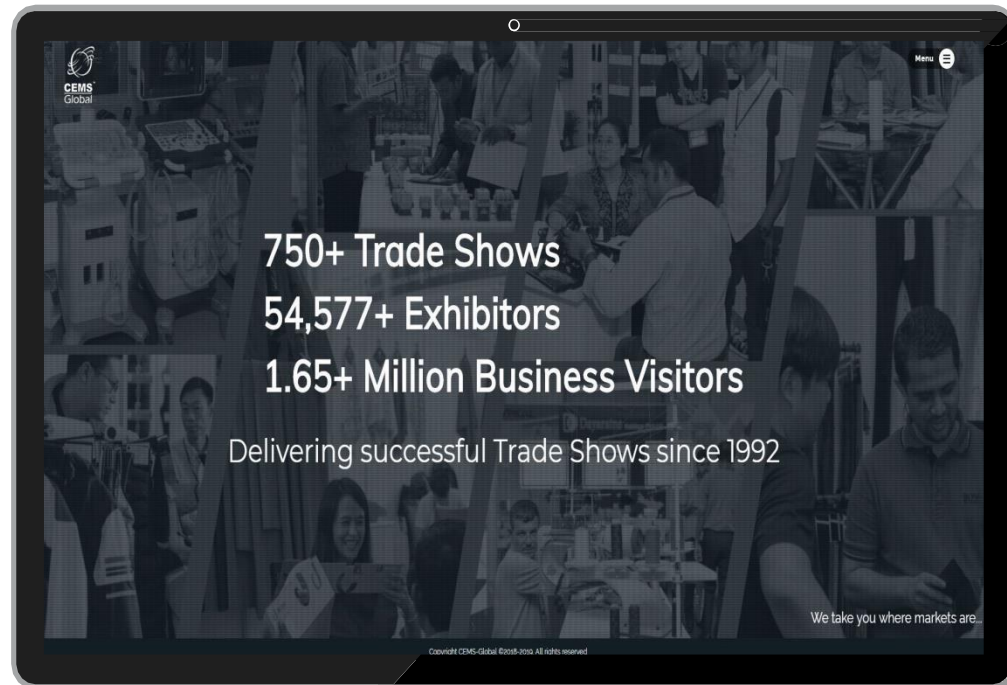 CEMS
Global
Menu
750+ Trade Shows
54,577+ Exhibitors
1.65+ Million Business Visitors
Delivering successful Trade Shows since 1992
We take you where markets are...
Copyright CEMS-Global ©2018-2019. All rights reserved